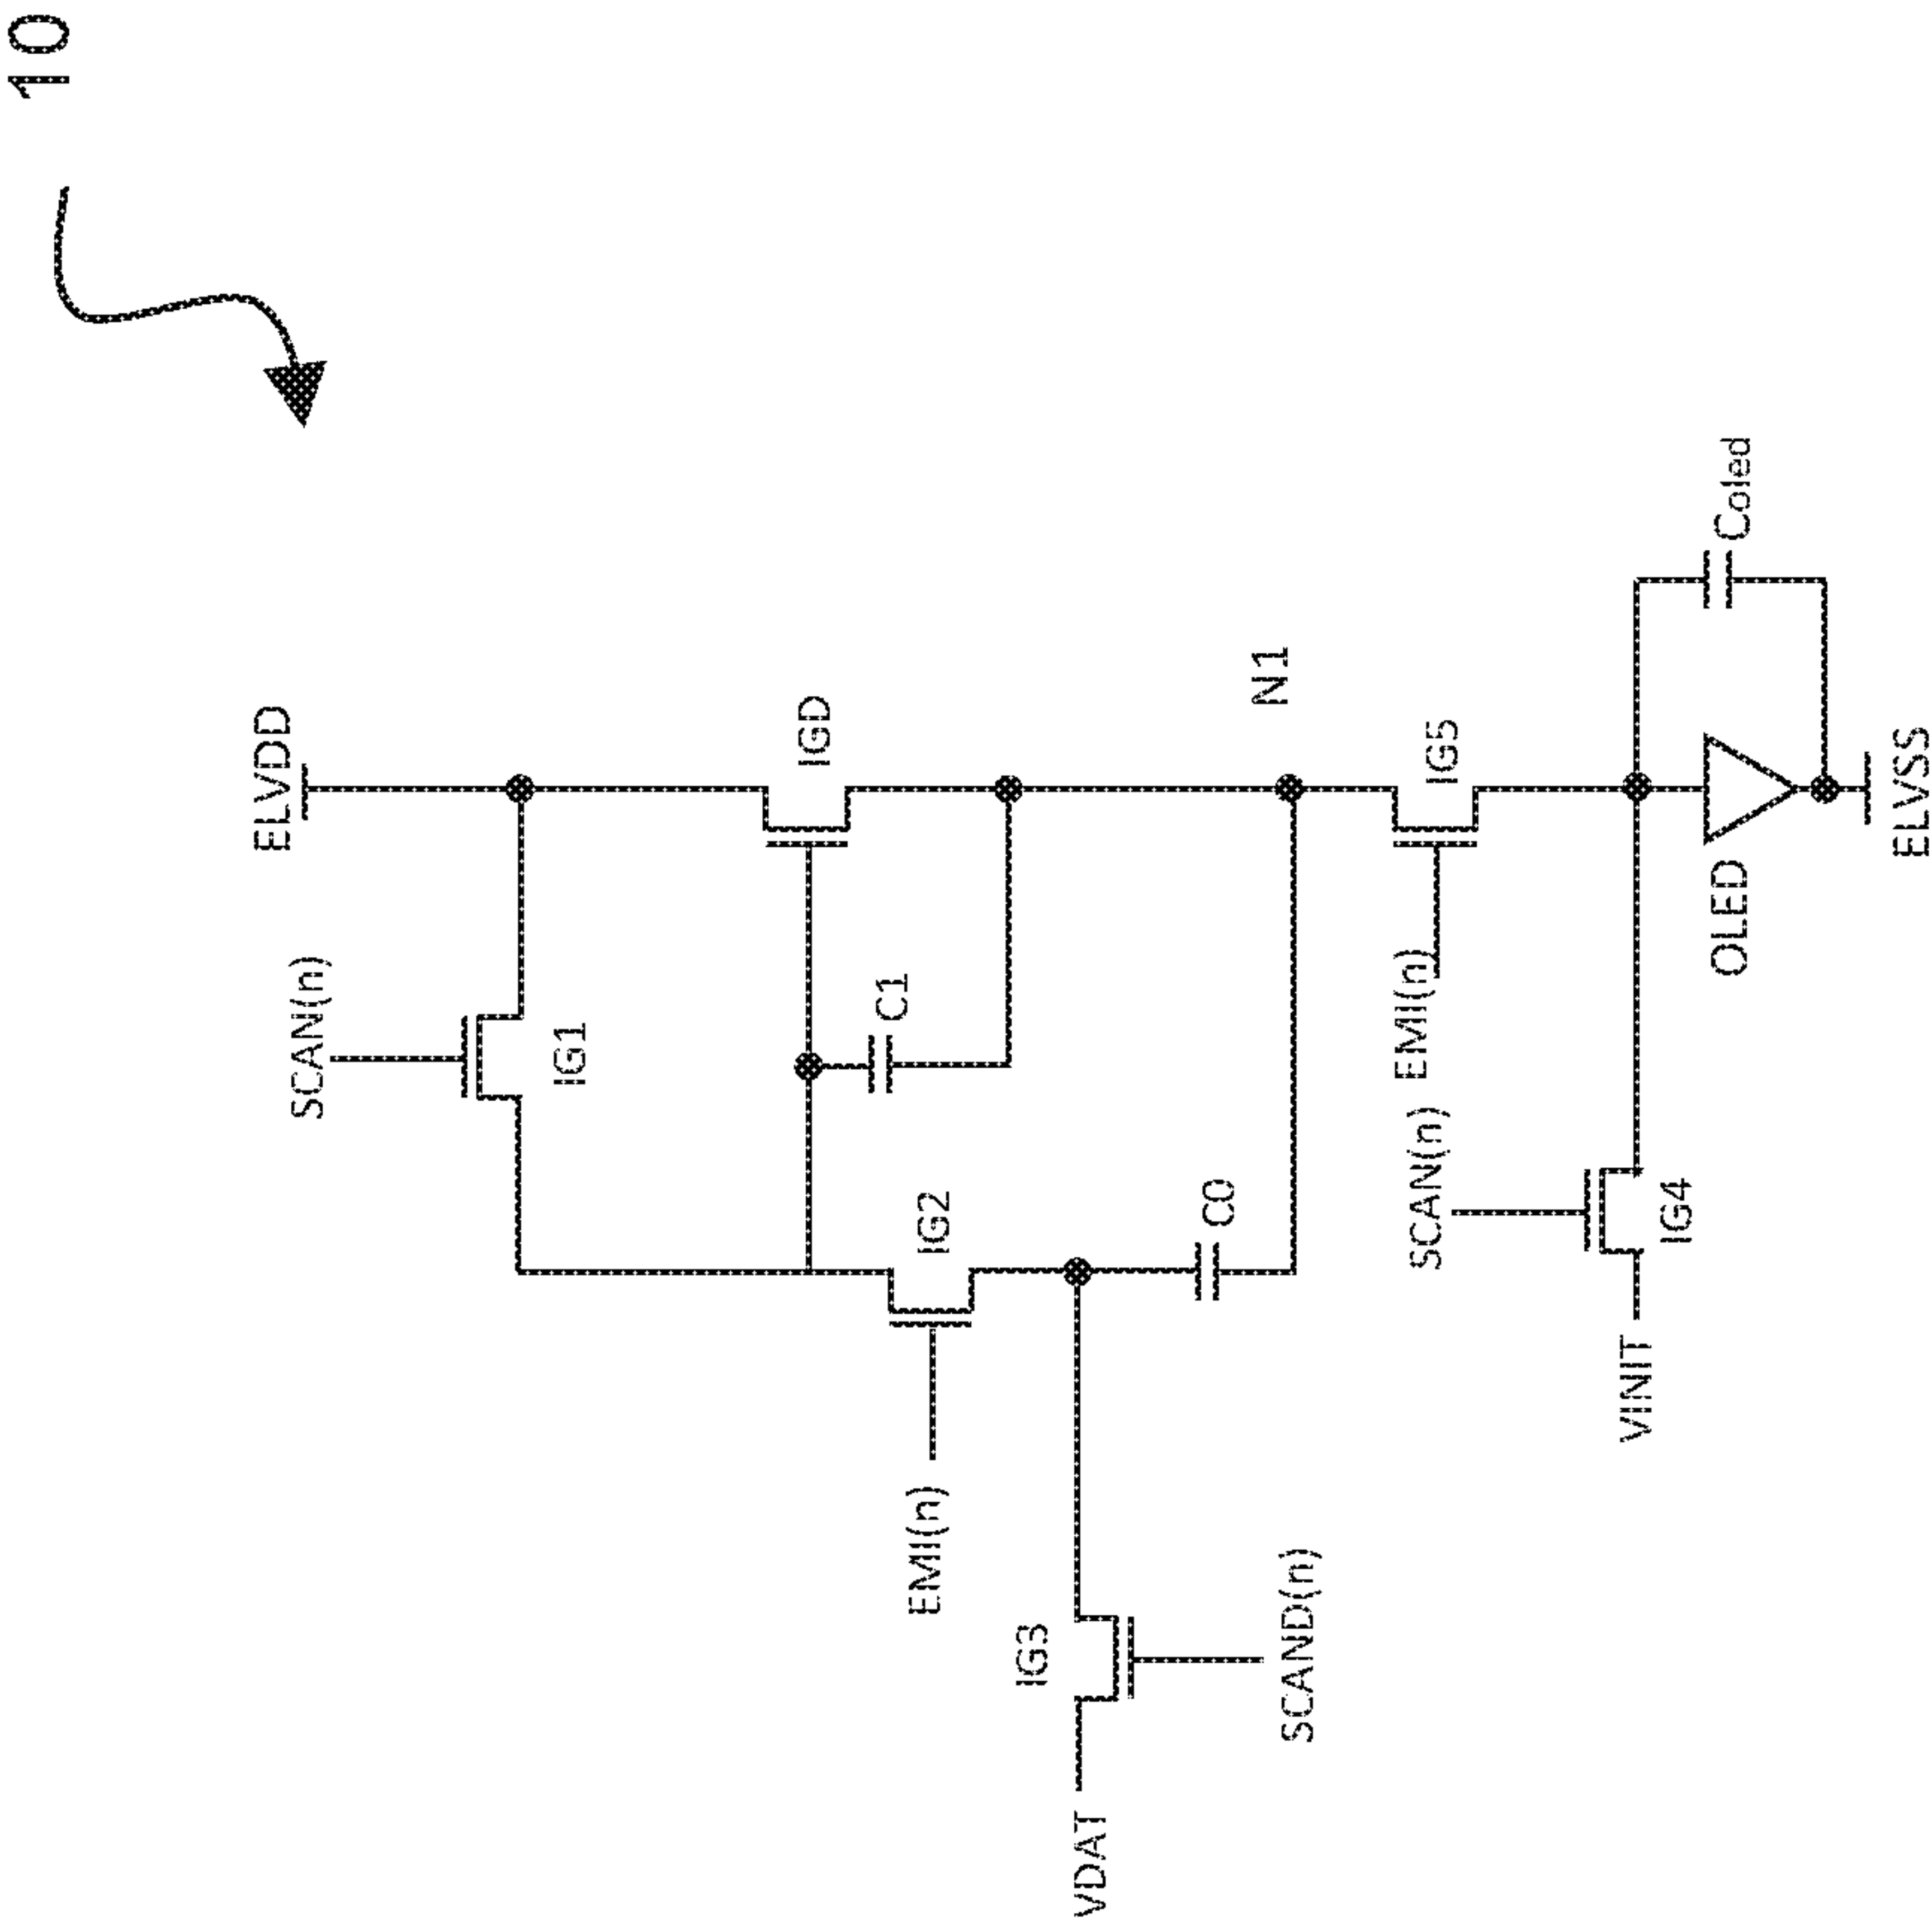 10
ELVDD
SCAN(n)
IG1
IGD
C1
IG2
EMI(n)
N1
IG3
VDAT
SCAND(n)
C0
EMI(n)
IG5
SCAN(n)
IG4
VINIT
OLED
Coled
ELVSS